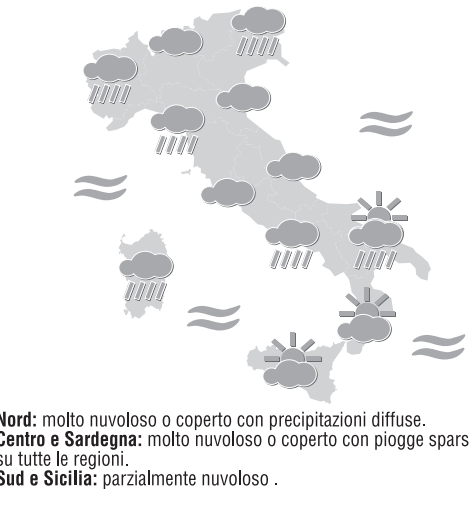 Nord: molto nuvoloso o coperto con precipitazioni diffuse.
Centro e Sardegna: molto nuvoloso o coperto con piogge spars
su tutte le regioni.
Sud e Sicilia: parzialmente nuvoloso .